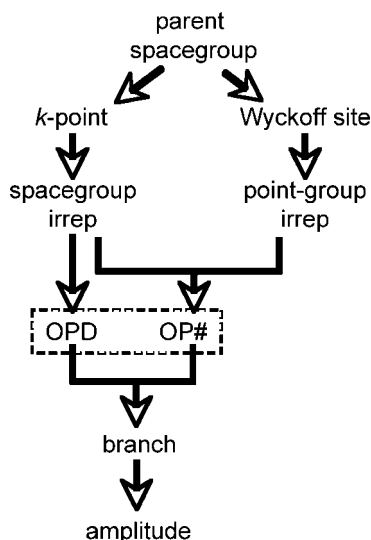 parent
spacegroup
k-point
Wyckoff site
spacegroup
irrep
point-group
irrep
OPD
OP#
branch
amplitude